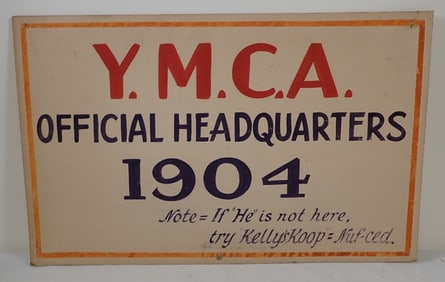 Y.M.C.A.
OFFICIAL HEADQUARTERS
1904
Note = If "He" is not here,
try Kelly's Koop = Nuf-ced.